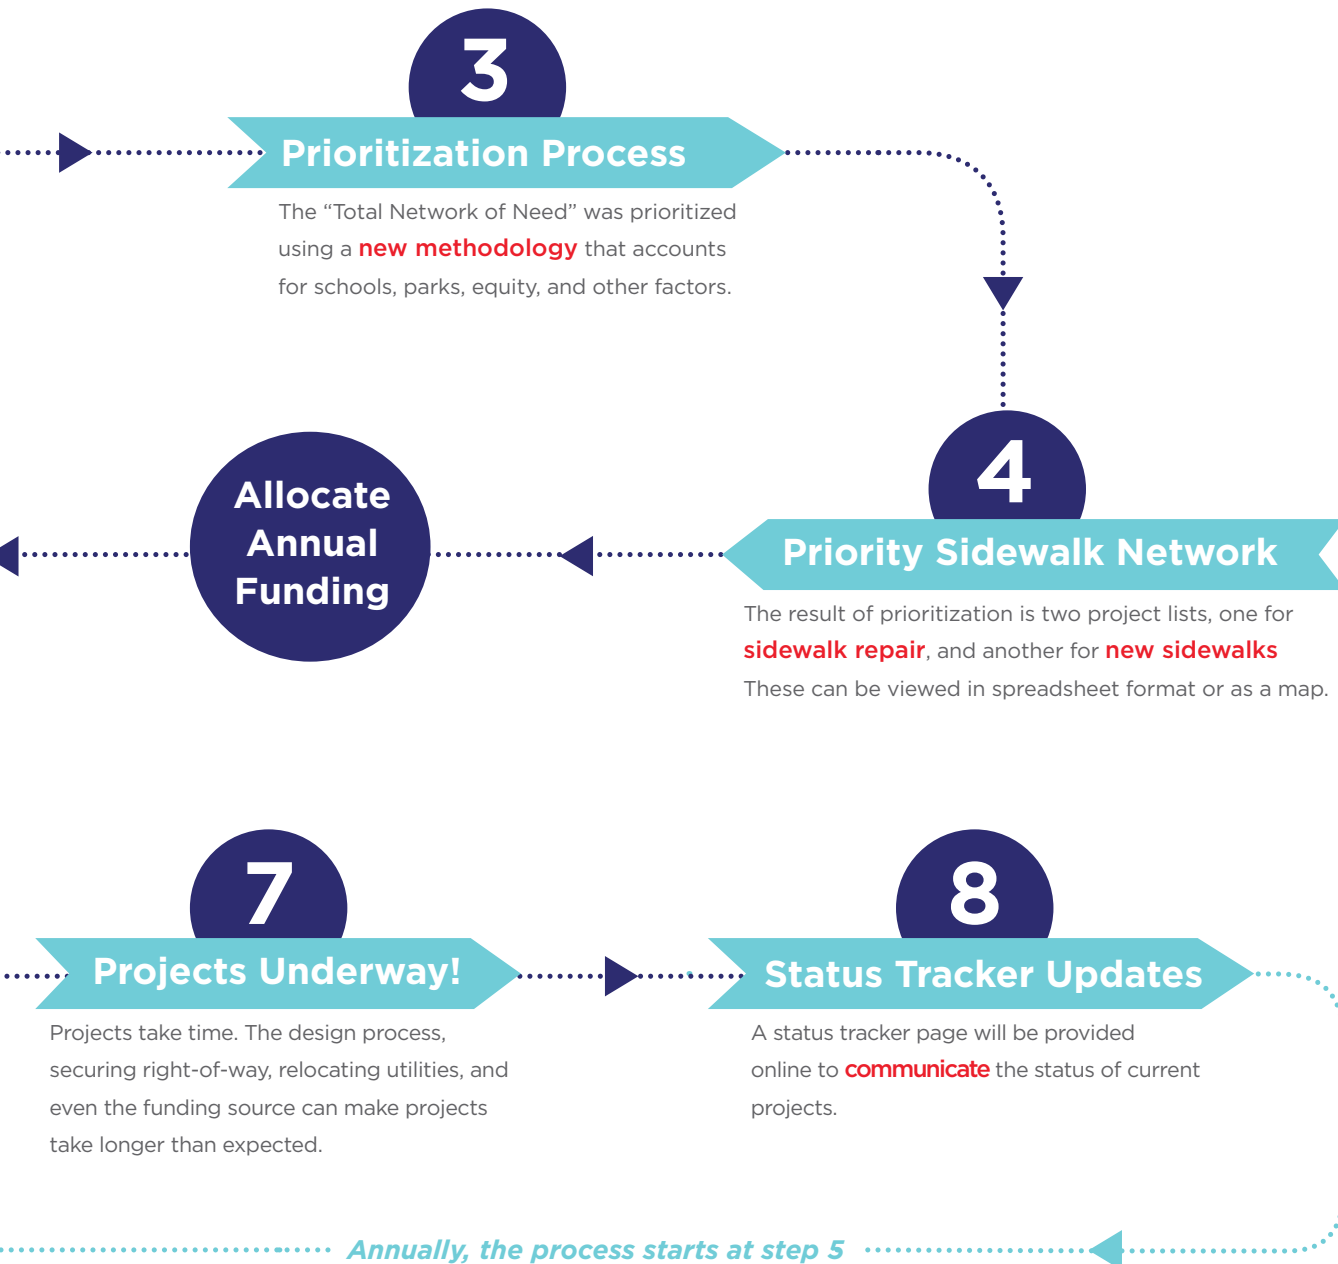 3
Prioritization Process
The “Total Network of Need” was prioritized
using a new methodology that accounts
for schools, parks, equity, and other factors.
4
Priority Sidewalk Network
The result of prioritization is two project lists, one for
sidewalk repair, and another for new sidewalks
These can be viewed in spreadsheet format or as a map.
Allocate
Annual
Funding
7
Projects Underway!
Projects take time. The design process,
securing right-of-way, relocating utilities, and
even the funding source can make projects
take longer than expected.
8
Status Tracker Updates
A status tracker page will be provided
online to communicate the status of current
projects.
Annually, the process starts at step 5